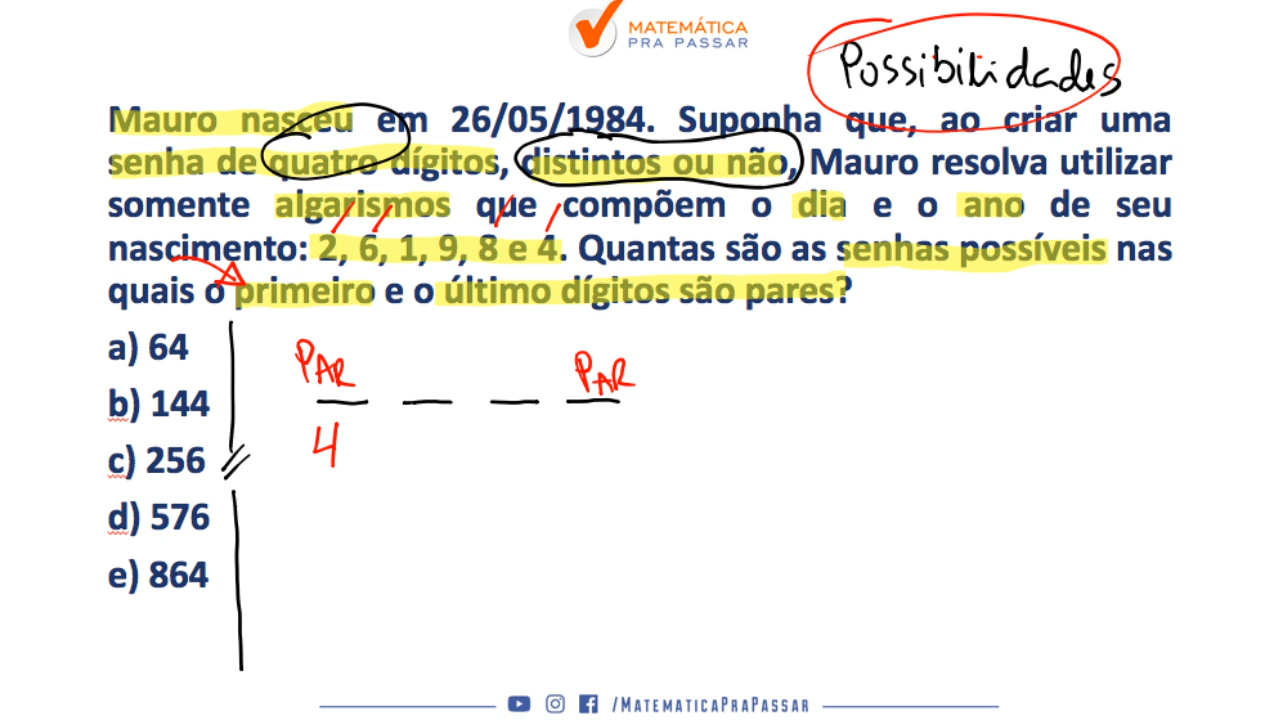 MATEMÁTICA
PRA PASSAR
Possibilidades
Mauro nasceu em 26/05/1984. Suponha que, ao criar uma
senha de quatro dígitos, distintos ou não, Mauro resolva utilizar
somente algarismos que compõem o dia e o ano de seu
nascimento: 2, 6, 1, 9, 8 e 4. Quantas são as senhas possíveis nas
quais o primeiro e o último dígitos são pares?
a) 64
b) 144
c) 256
d) 576
e) 864
PAR PAR
4
/MATEMATICAPRAPASSAR